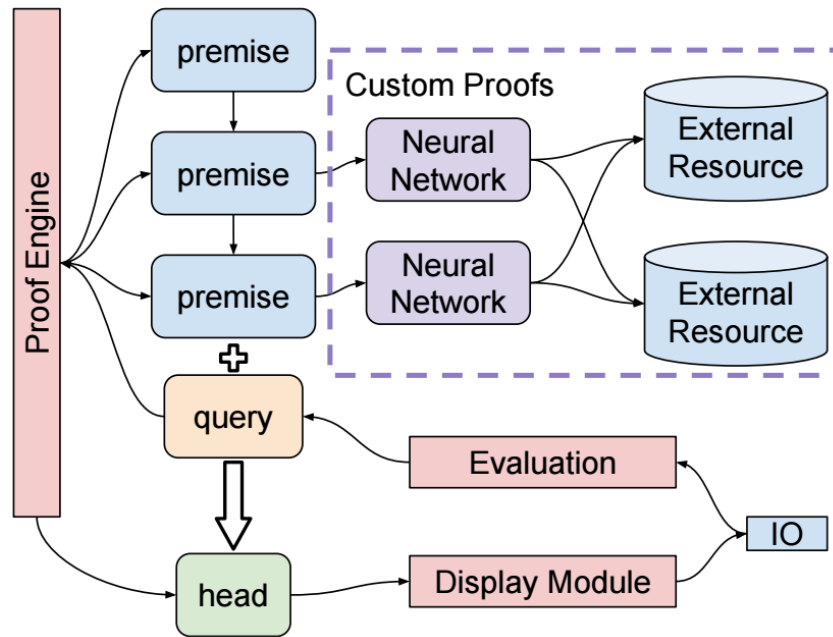 Proof Engine
premise
premise
premise
query
head
Custom Proofs
Neural
Network
Neural
Network
External
Resource
External
Resource
Evaluation
IO
Display Module